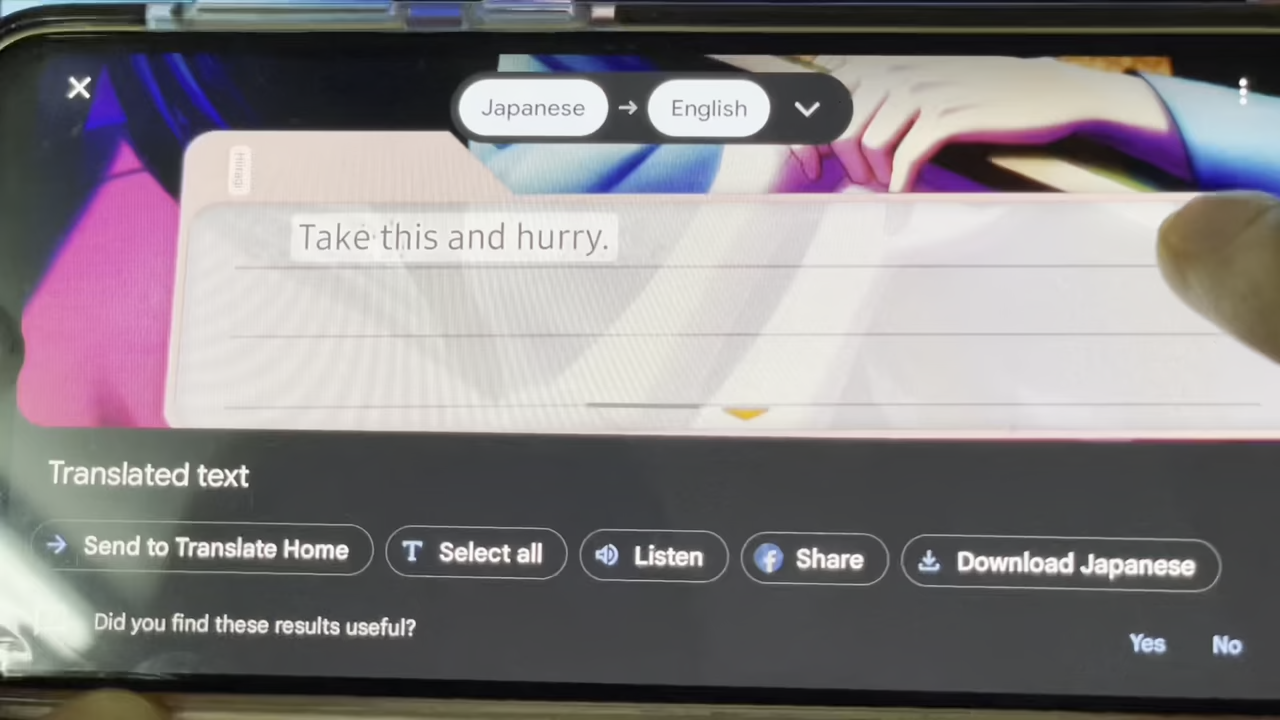 Japanese → English
Hiiragi
Take this and hurry.
Translated text
→ Send to Translate Home
Select all
Listen
Share
Download Japanese
Did you find these results useful?
Yes
No